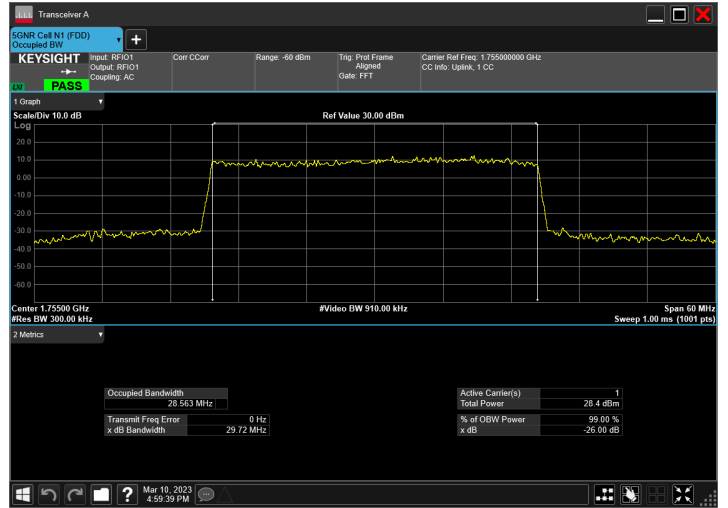 Transceiver A
5GNR Cell N1 (FDD)
Occupied BW
KEYSIGHT
LXI
PASS
Input: RFIO1
Output: RFIO1
Coupling: AC
Corr CCorr
Range: -60 dBm
Trig: Prot Frame
Aligned
Gate: FFT
Carrier Ref Freq: 1.755000000 GHz
CC Info: Uplink, 1 CC
1 Graph
Scale/Div 10.0 dB
Ref Value 30.00 dBm
Log
20.0
10.0
0.00
-10.0
-20.0
-30.0
-40.0
-50.0
-60.0
Center 1.75500 GHz
#Video BW 910.00 kHz
Span 60 MHz
#Res BW 300.00 kHz
Sweep 1.00 ms (1001 pts)
2 Metrics
Occupied Bandwidth
28.563 MHz
Transmit Freq Error 0 Hz
x dB Bandwidth 29.72 MHz
Active Carrier(s) 1
Total Power 28.4 dBm
% of OBW Power 99.00 %
x dB -26.00 dB
?
Mar 10, 2023
4:59:39 PM